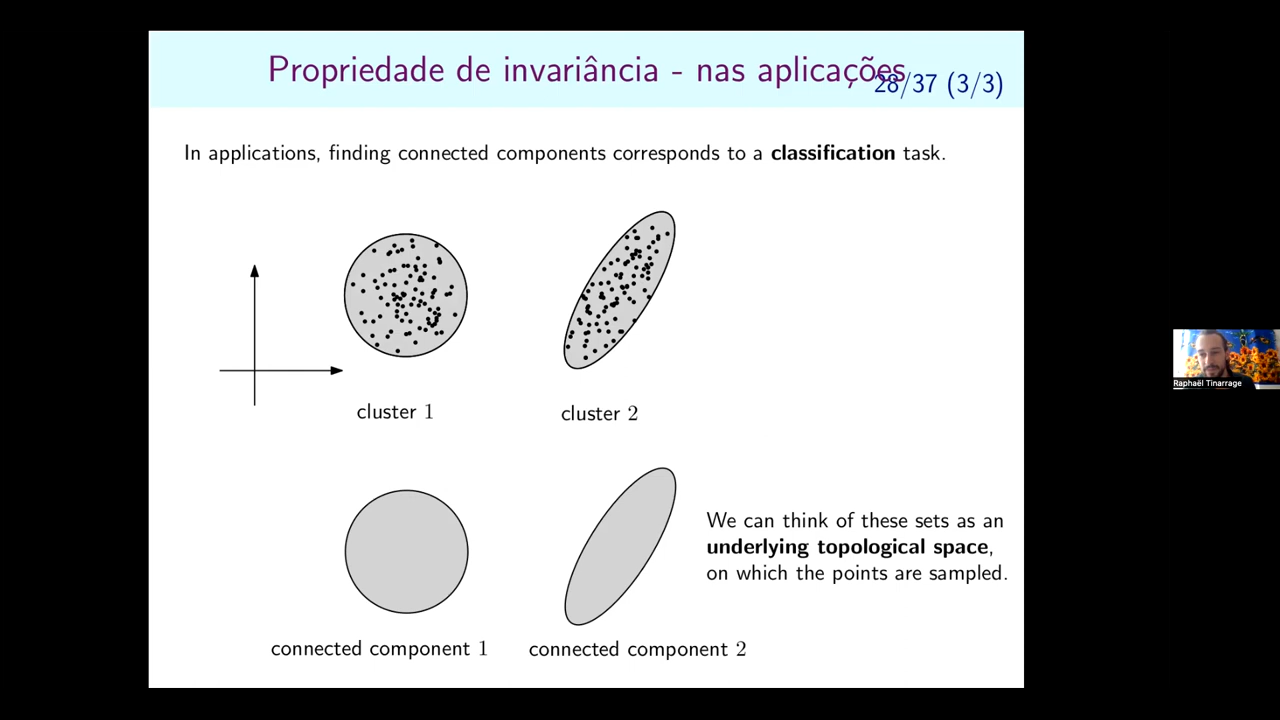 Propriedade de invariância - nas aplicações
28/37 (3/3)
In applications, finding connected components corresponds to a classification task.
cluster 1
cluster 2
Raphaël Tinarrage
We can think of these sets as an
underlying topological space,
on which the points are sampled.
connected component 1
connected component 2